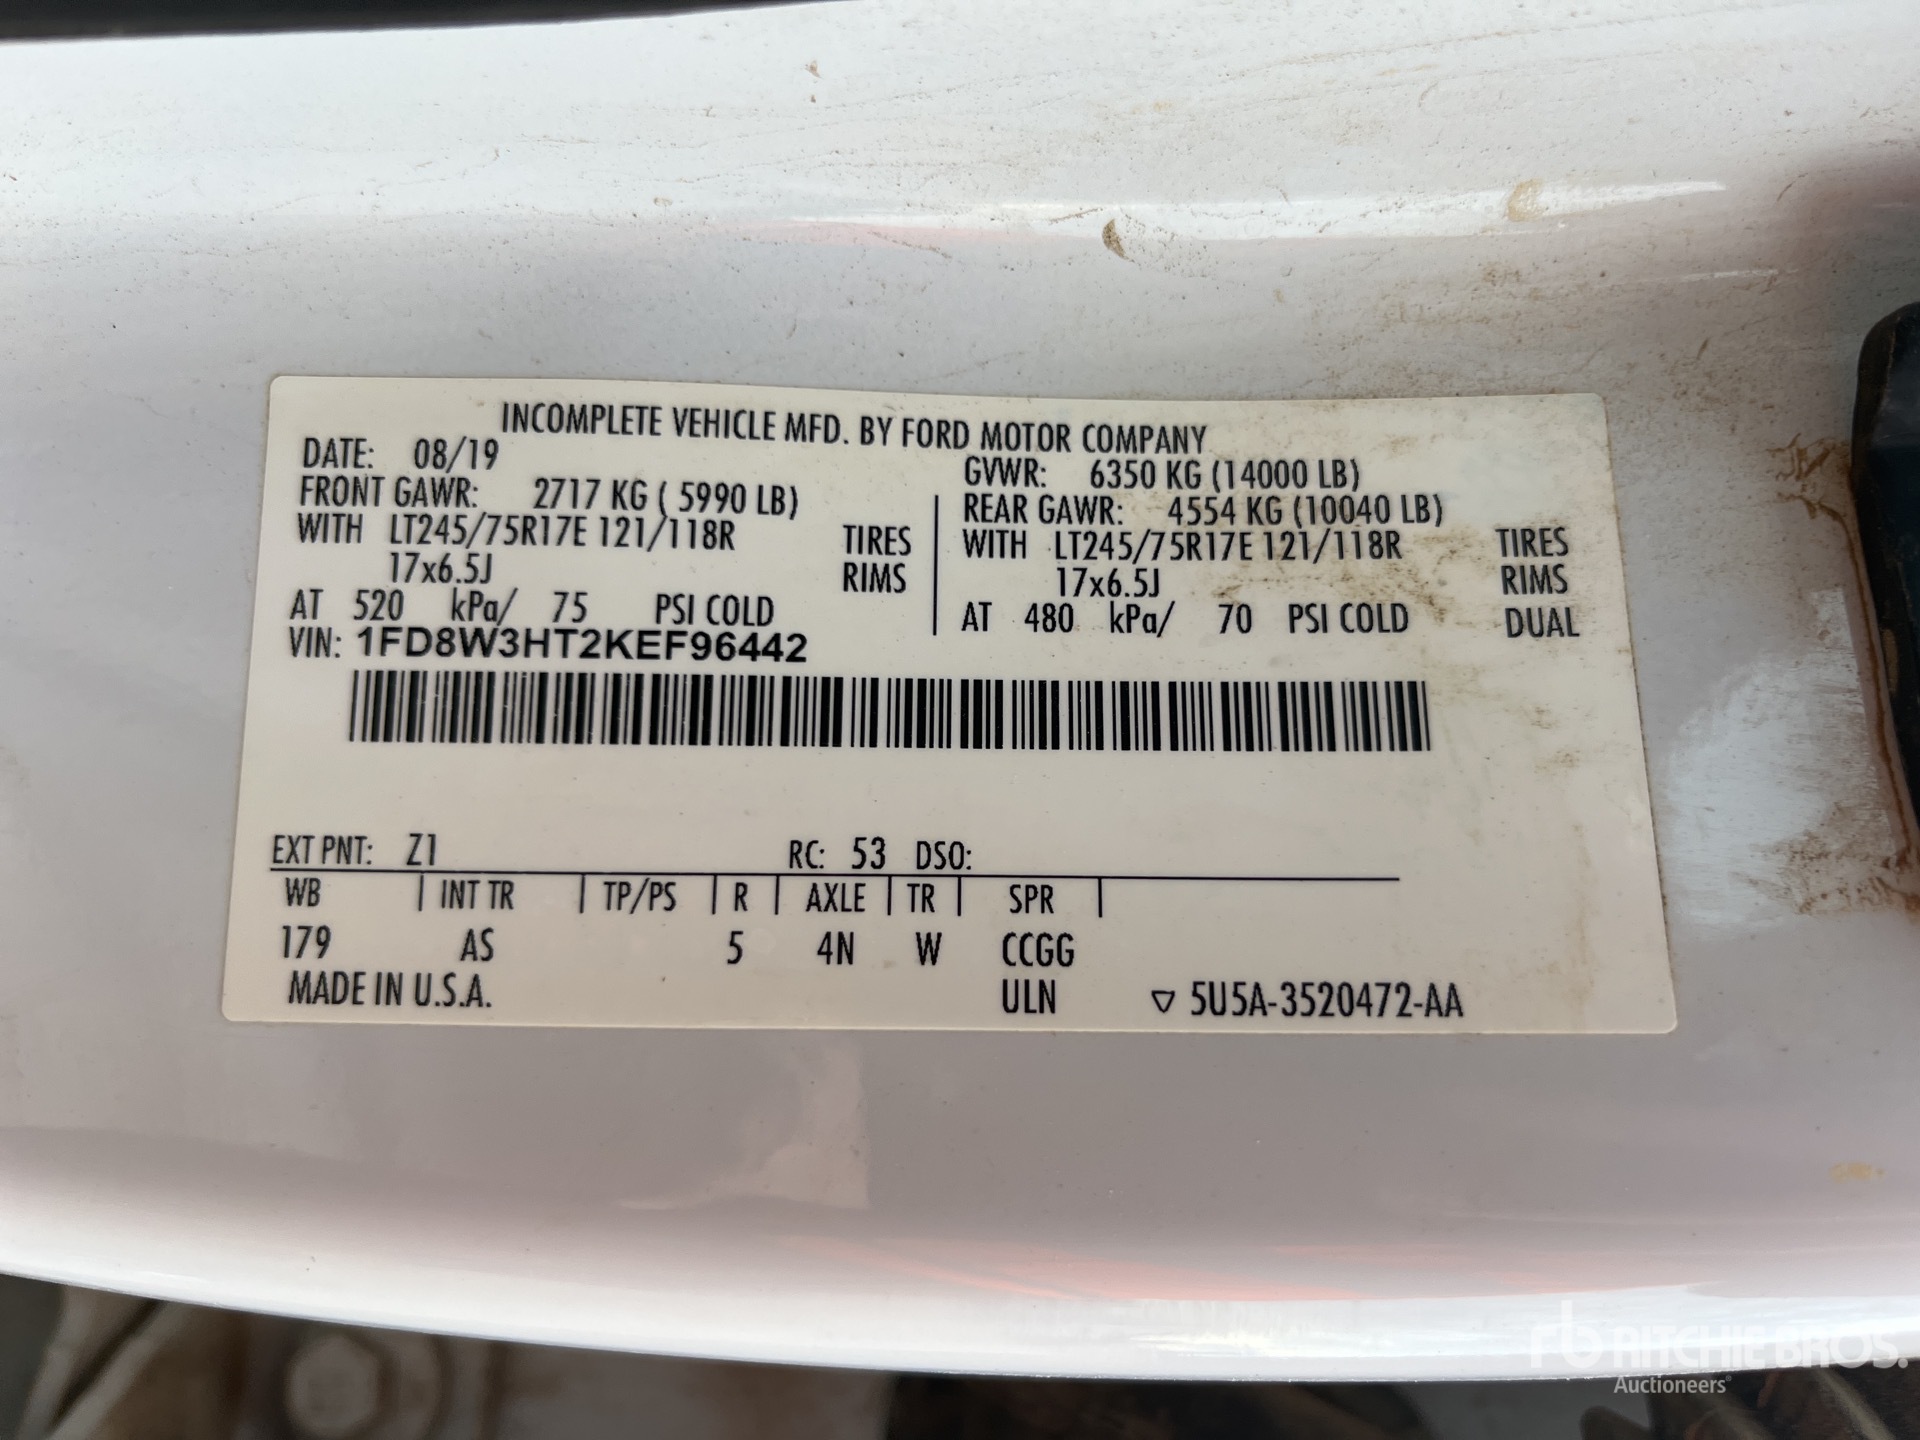 INCOMPLETE VEHICLE MFD. BY FORD MOTOR COMPANY
DATE: 08/19 GVWR: 6350 KG (14000 LB)
FRONT GAWR: 2717 KG ( 5990 LB) REAR GAWR: 4554 KG (10040 LB)
WITH LT245/75R17E 121/118R TIRES WITH LT245/75R17E 121/118R TIRES
17x6.5J RIMS 17x6.5J RIMS
AT 520 kPa/ 75 PSI COLD AT 480 kPa/ 70 PSI COLD DUAL
VIN: 1FD8W3HT2KEF96442
EXT PNT: Z1 RC: 53 DSO:
WB INT TR TP/PS R AXLE TR SPR
179 AS 5 4N W CCGG
MADE IN U.S.A. ULN ▽ 5U5A-3520472-AA
rb RITCHIE BROS.
Auctioneers®